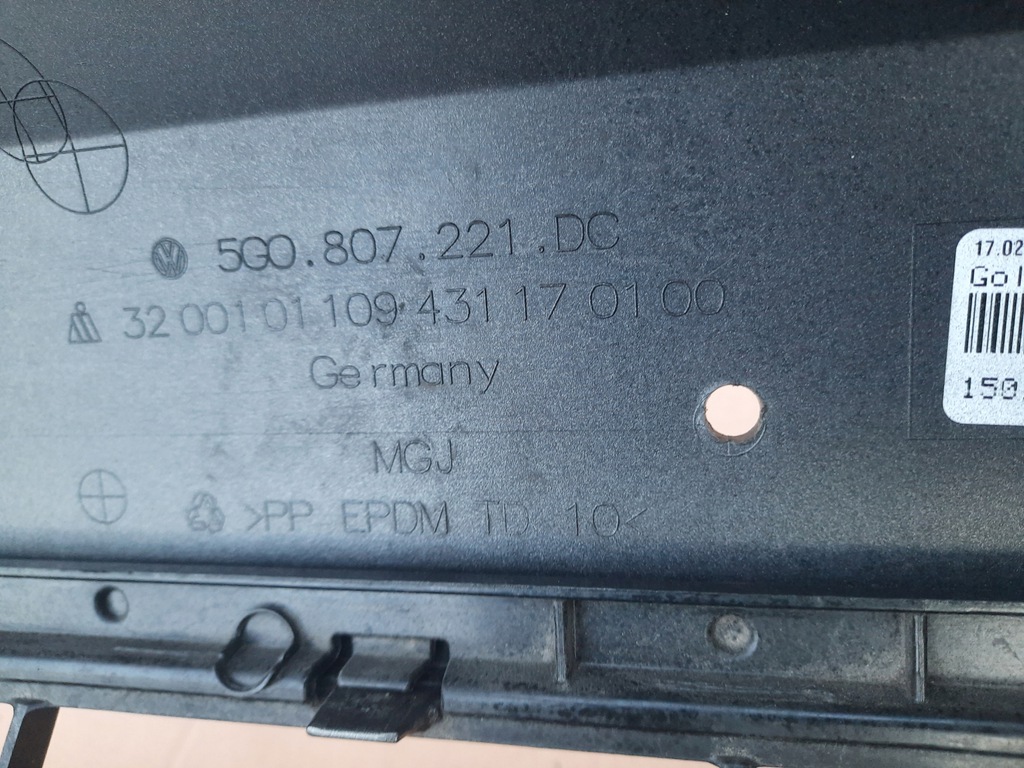 5G0.807.221.DC
32 001 01 109 431 17 01 00
Germany
MGJ
>PP EPDM TD 10<
17.02
Gol
150